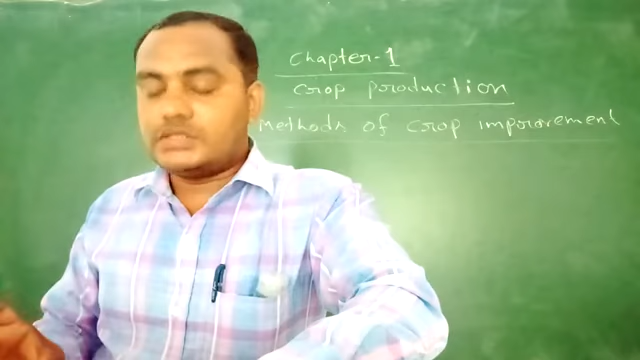 Chapter-1
Crop production
Methods of crop improvement